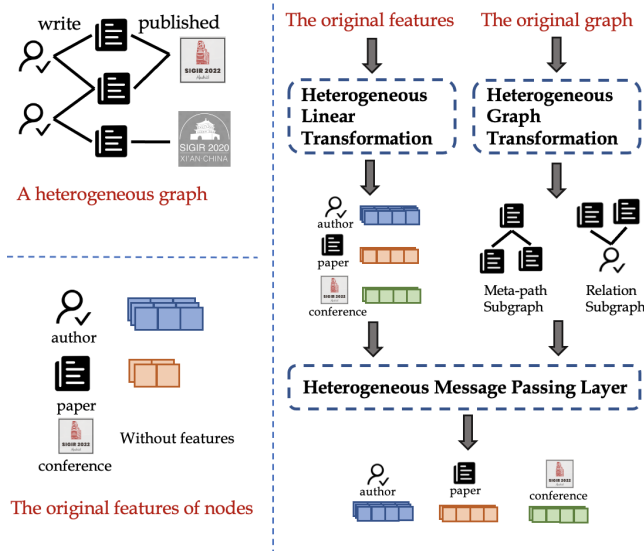 write published
SIGIR 2022
Madrid
SIGIR 2020
XI'AN·CHINA
A heterogeneous graph
author
paper
SIGIR 2022
Without features
conference
The original features of nodes
The original features
Heterogeneous
Linear
Transformation
author
paper
SIGIR 2022
conference
The original graph
Heterogeneous
Graph
Transformation
Meta-path
Subgraph
Relation
Subgraph
Heterogeneous Message Passing Layer
author
paper
SIGIR 2022
conference